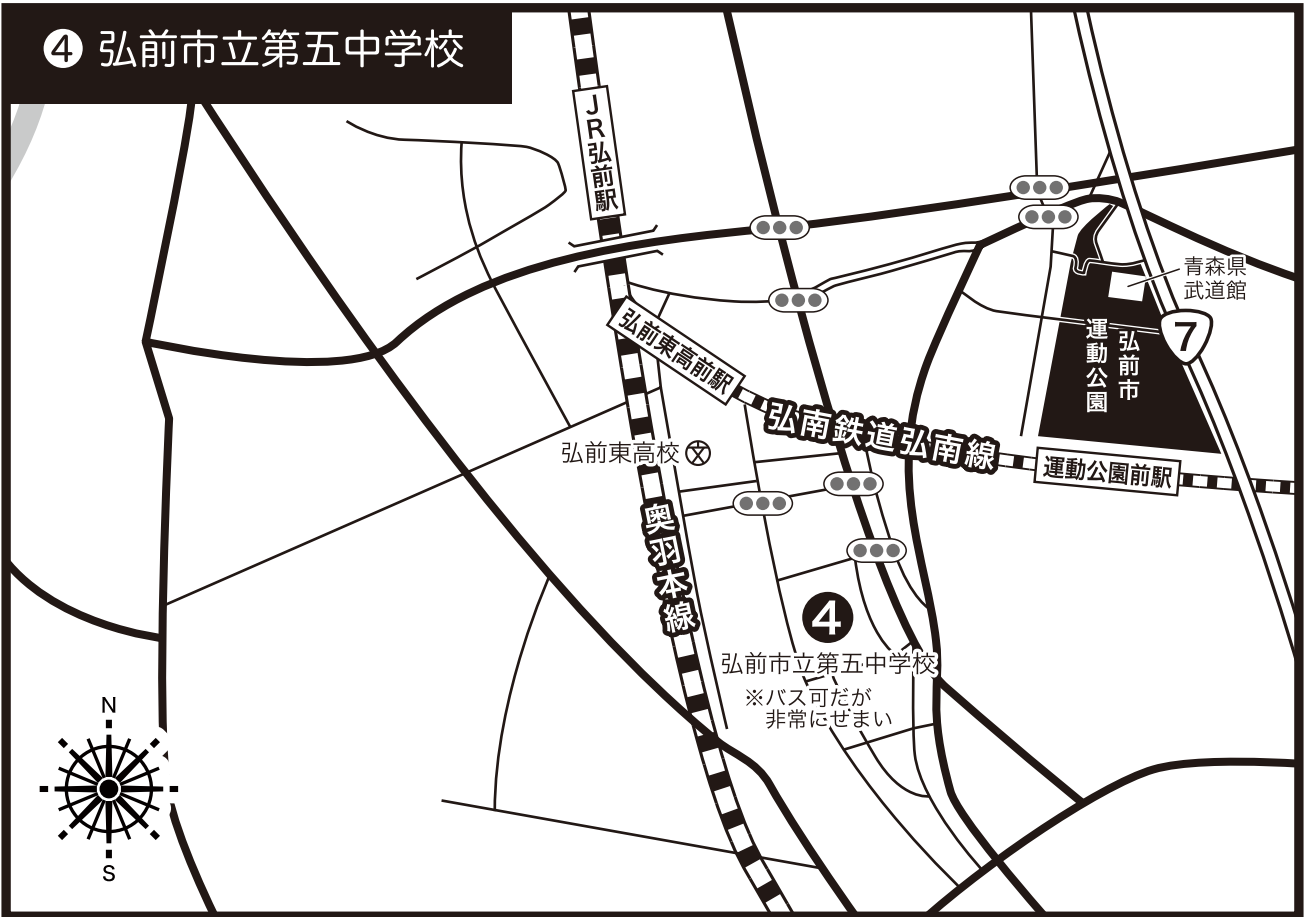 ❹ 弘前市立第五中学校
JR弘前駅
青森県
武道館
7
弘前市
運動公園
弘前東高前駅
弘南鉄道弘南線
運動公園前駅
弘前東高校
奥羽本線
4
弘前市立第五中学校
※バス可だが
非常にせまい
N
S